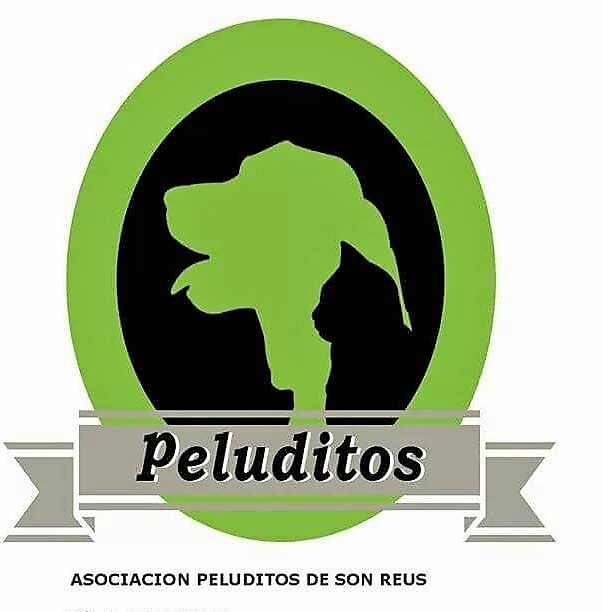 Peluditos
ASOCIACION PELUDITOS DE SON REUS